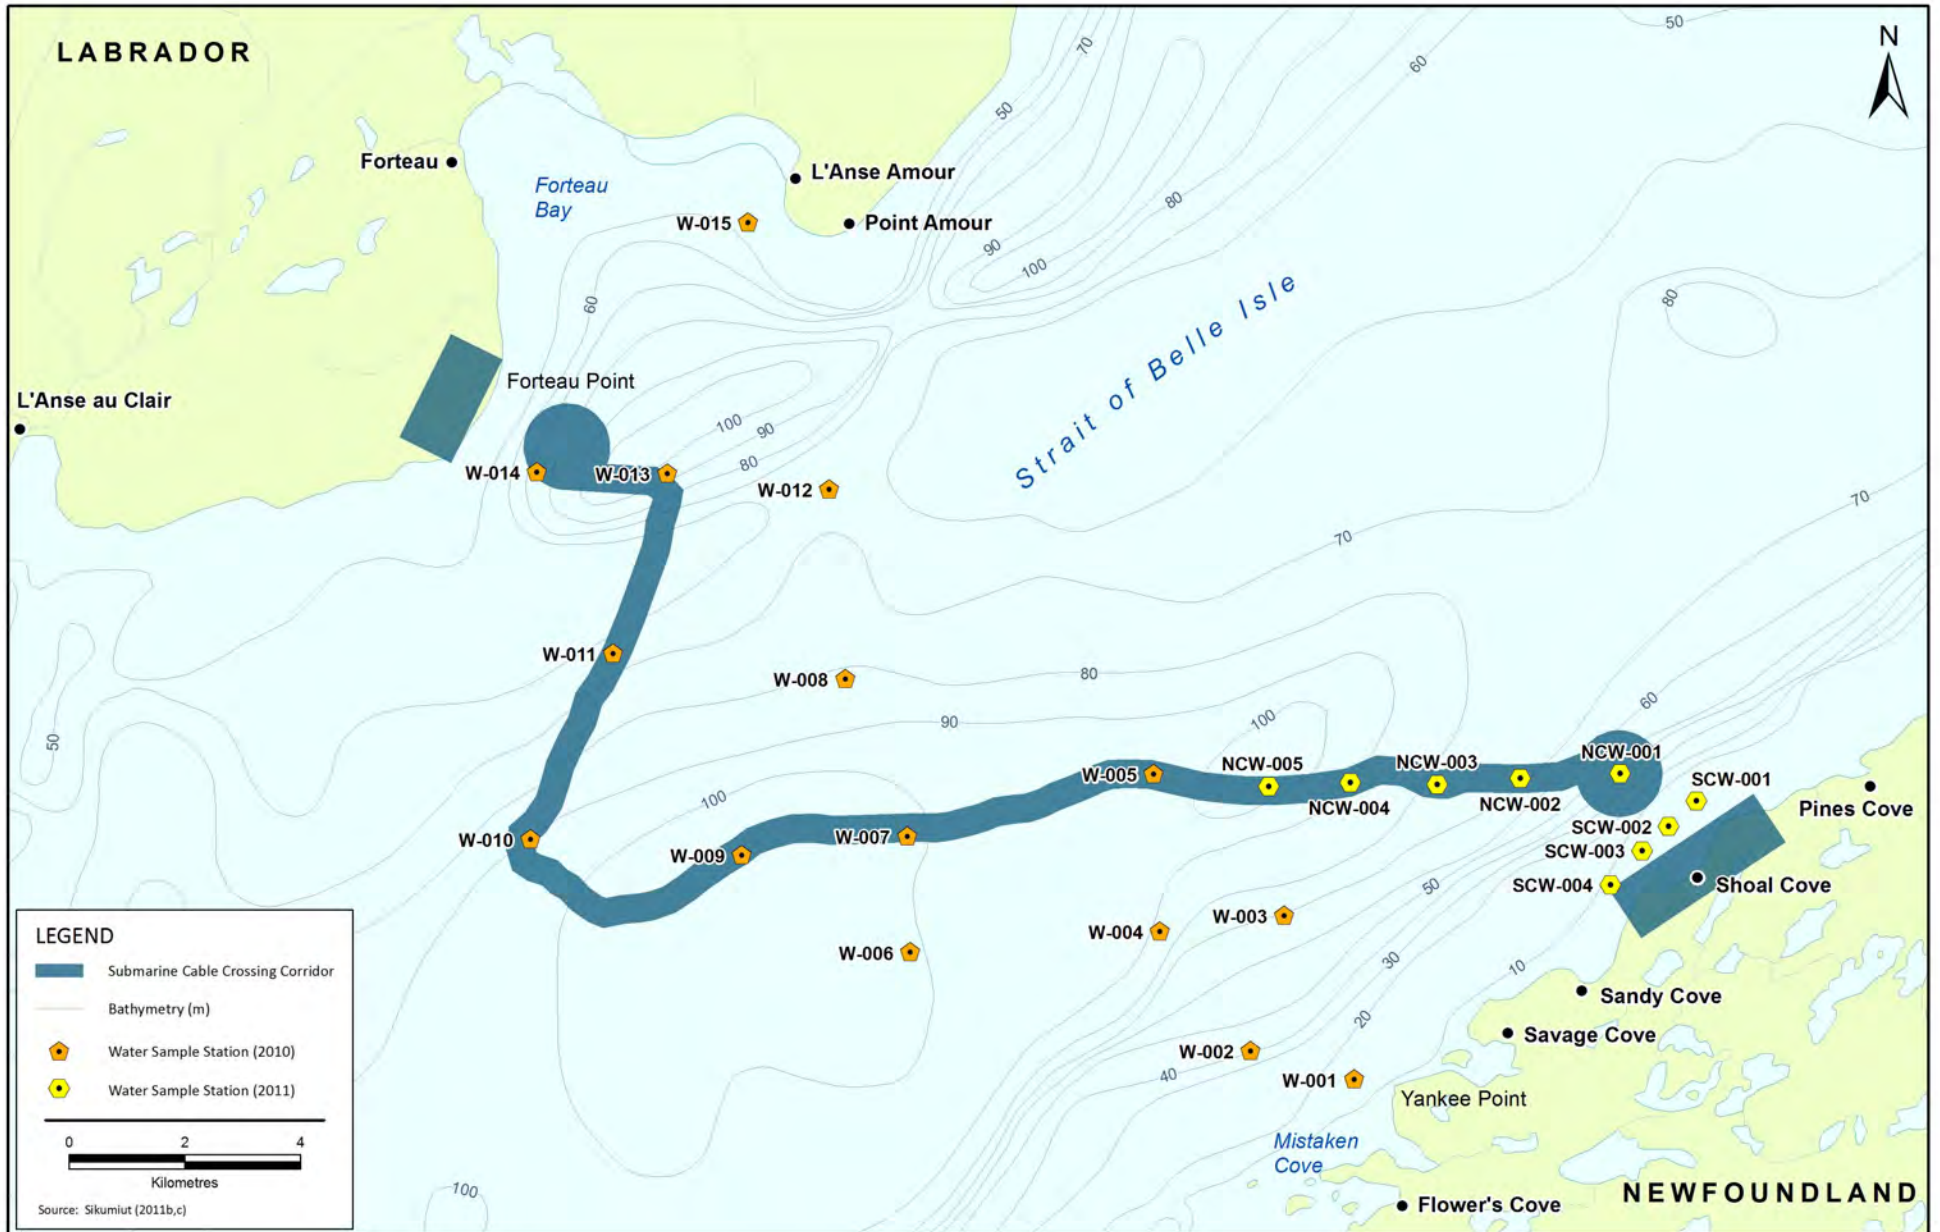 LABRADOR
50
N
70
60
50
Forteau
L'Anse Amour
Forteau
Bay
80
W-015
Point Amour
90
100
60
80
Strait of Belle Isle
Forteau Point
L'Anse au Clair
100
90
80
W-014
W-013
W-012
70
70
W-011
W-008
80
60
90
100
50
NCW-001
W-005
NCW-005
NCW-003
SCW-001
NCW-004
NCW-002
Pines Cove
100
SCW-002
W-010
W-007
W-009
SCW-003
SCW-004
Shoal Cove
50
W-003
W-004
W-006
30
10
Sandy Cove
20
Savage Cove
W-002
40
W-001
Yankee Point
Mistaken
Cove
100
NEWFOUNDLAND
Flower's Cove
LEGEND
Submarine Cable Crossing Corridor
Bathymetry (m)
Water Sample Station (2010)
Water Sample Station (2011)
0 2 4
Kilometres
Source: Sikumiut (2011b,c)